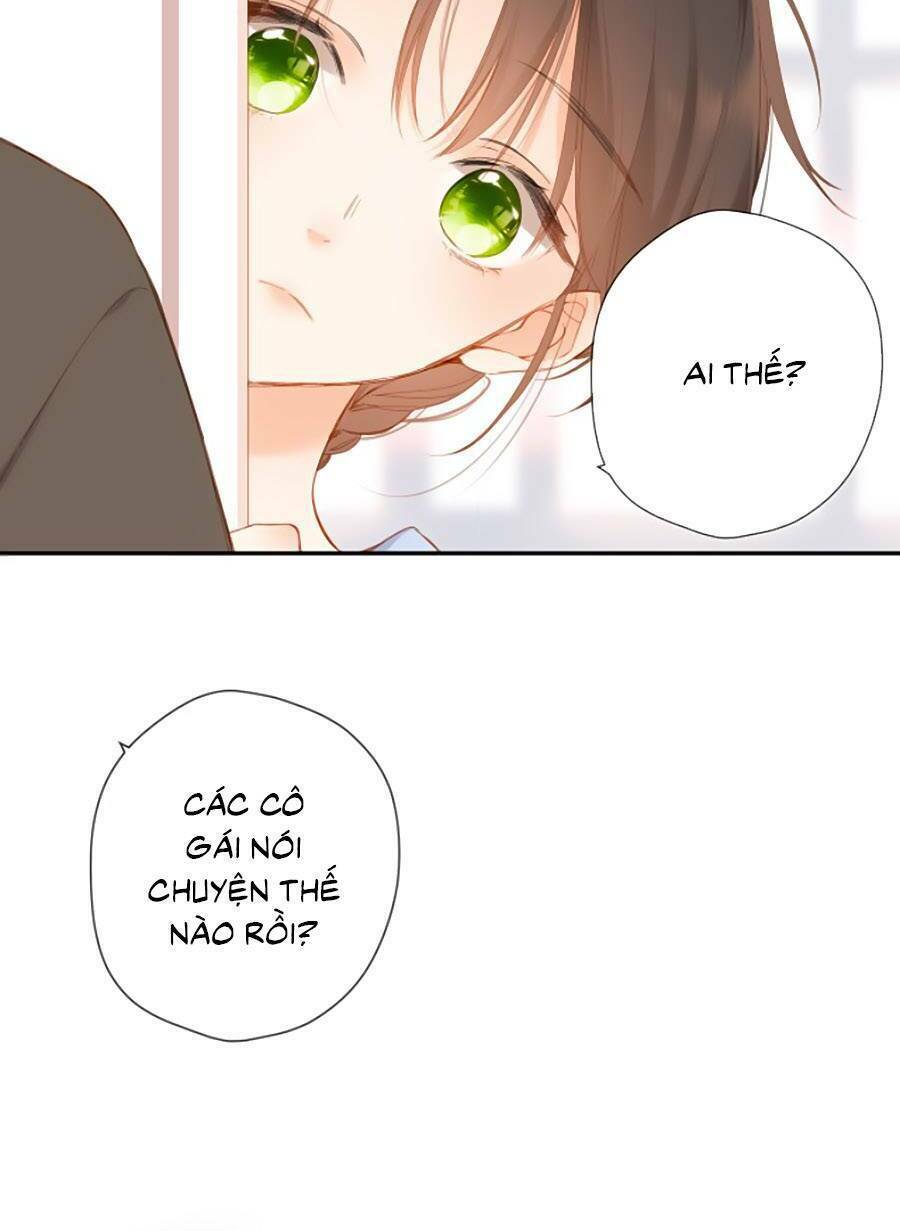 AI THẾ?
CÁC CÔ
GÁI NÓI
CHUYỆN THẾ
NÀO RỒI?